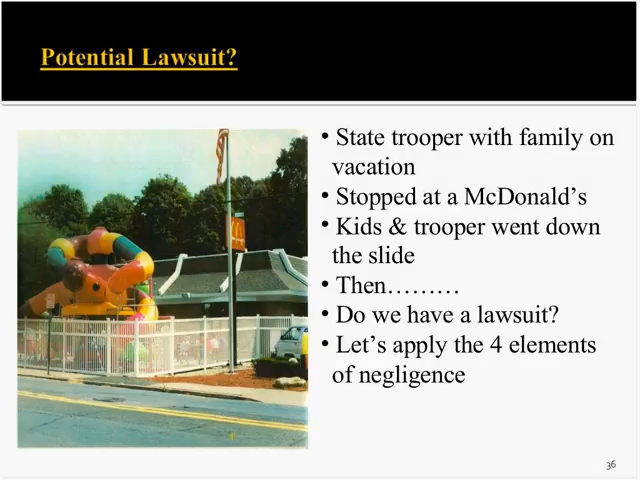 Potential Lawsuit?
• State trooper with family on
vacation
• Stopped at a McDonald’s
• Kids & trooper went down
the slide
• Then………
• Do we have a lawsuit?
• Let’s apply the 4 elements
of negligence
36